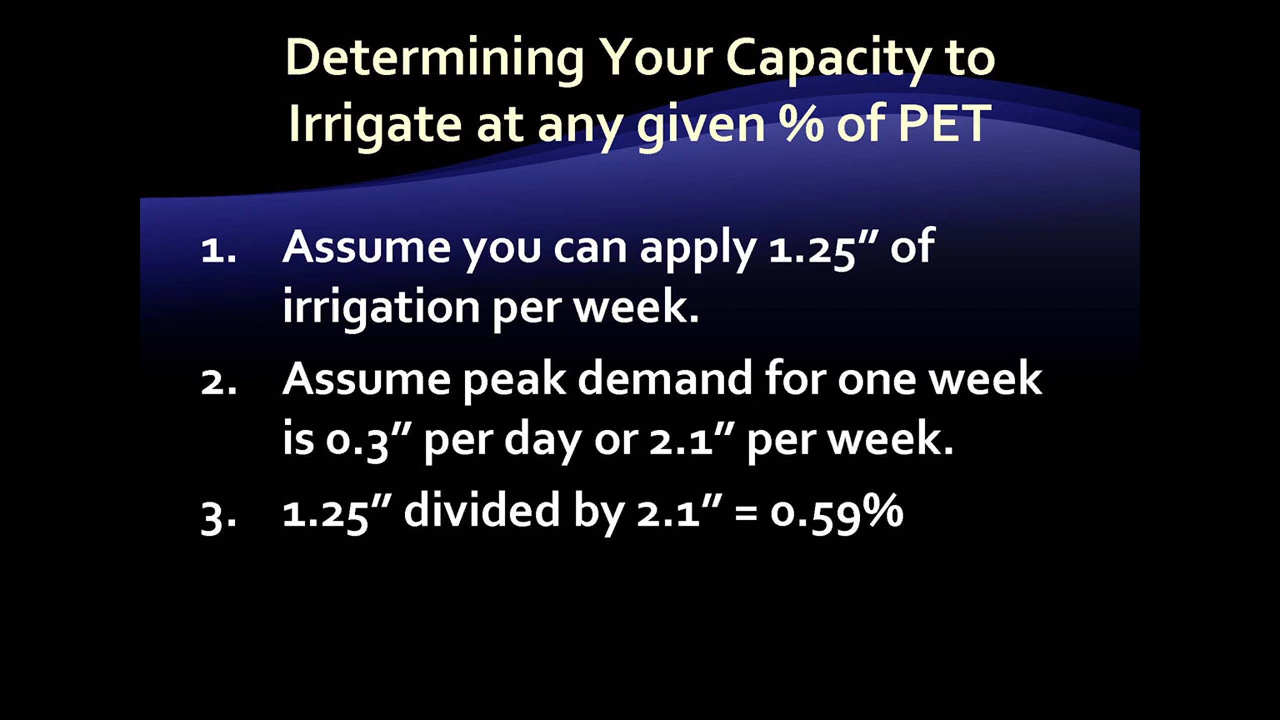 Determining Your Capacity to
Irrigate at any given % of PET
1. Assume you can apply 1.25” of
irrigation per week.
2. Assume peak demand for one week
is 0.3” per day or 2.1” per week.
3. 1.25” divided by 2.1” = 0.59%